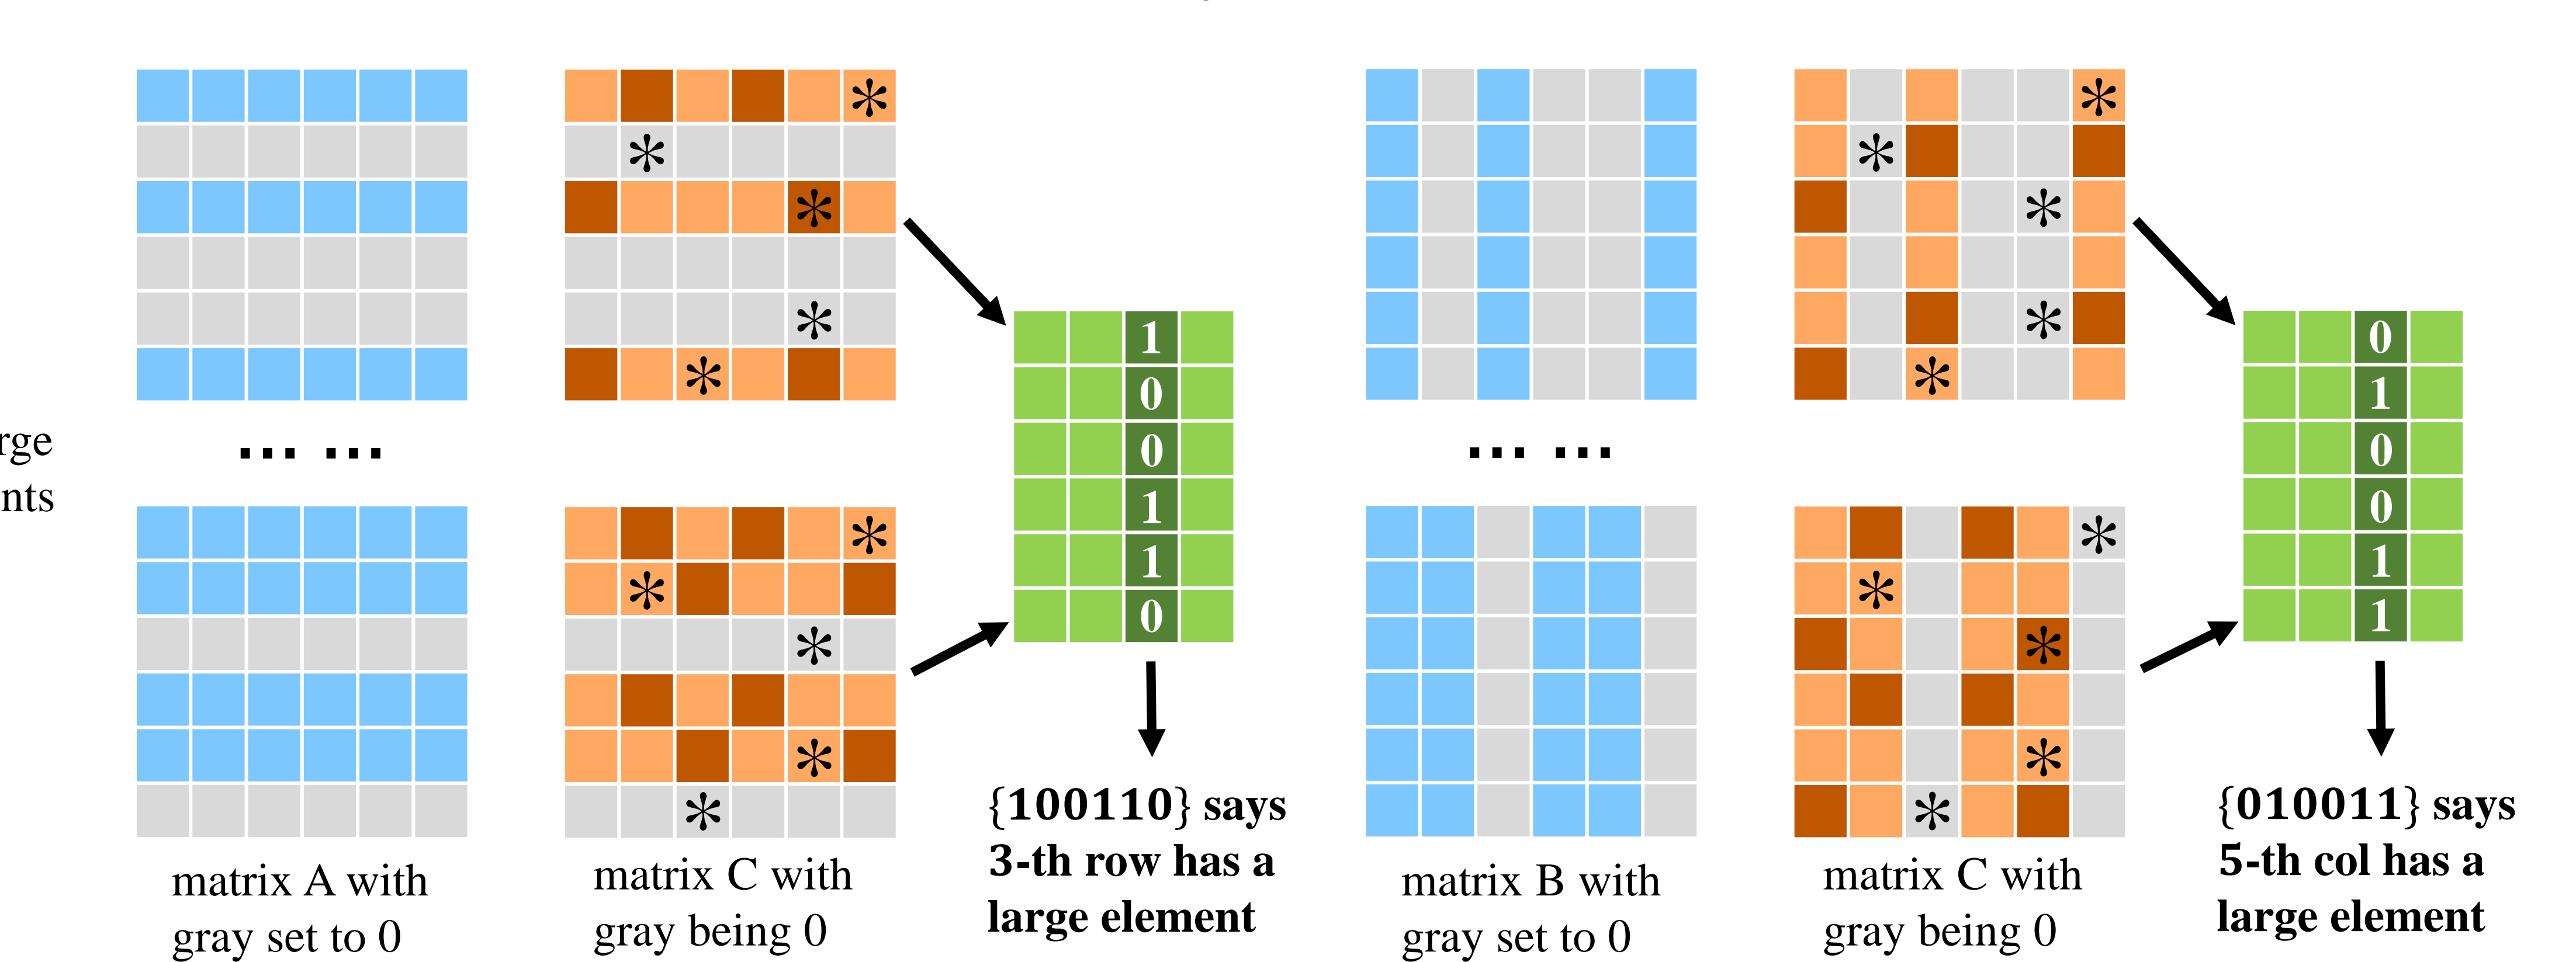 * * * * *
1
0
0
1
1
0
* * * * *
0
1
0
0
1
1
... ...
... ...
* * * * *
* * * * *
matrix A with
gray set to 0
matrix C with
gray being 0
{100110} says
3-th row has a
large element
matrix B with
gray set to 0
matrix C with
gray being 0
{010011} says
5-th col has a
large element